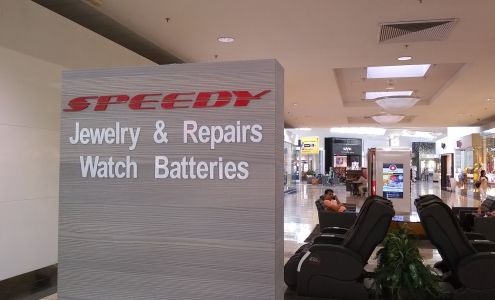 SPEEDY
Jewelry & Repairs
Watch Batteries